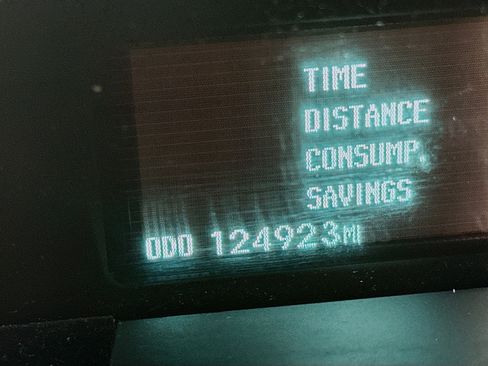 TIME
DISTANCE
CONSUMP.
SAVINGS
ODO 124923MI